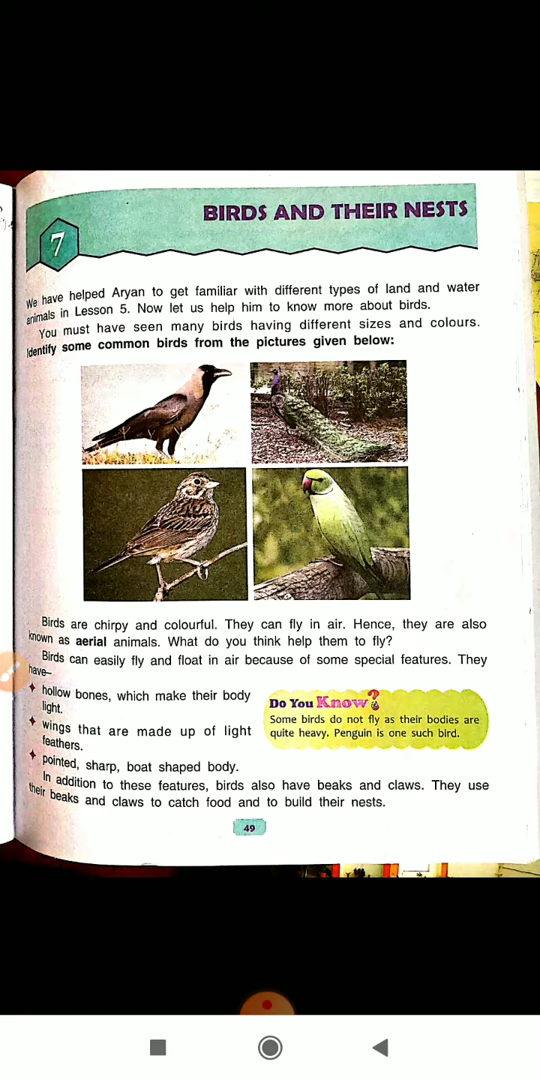 BIRDS AND THEIR NESTS
7
We have helped Aryan to get familiar with different types of land and water
animals in Lesson 5. Now let us help him to know more about birds.
You must have seen many birds having different sizes and colours.
Identify some common birds from the pictures given below:
Birds are chirpy and colourful. They can fly in air. Hence, they are also
known as aerial animals. What do you think help them to fly?
Birds can easily fly and float in air because of some special features. They
have–
hollow bones, which make their body
light.
wings that are made up of light
feathers.
pointed, sharp, boat shaped body.
Do You Know?
Some birds do not fly as their bodies are
quite heavy. Penguin is one such bird.
In addition to these features, birds also have beaks and claws. They use
their beaks and claws to catch food and to build their nests.
49